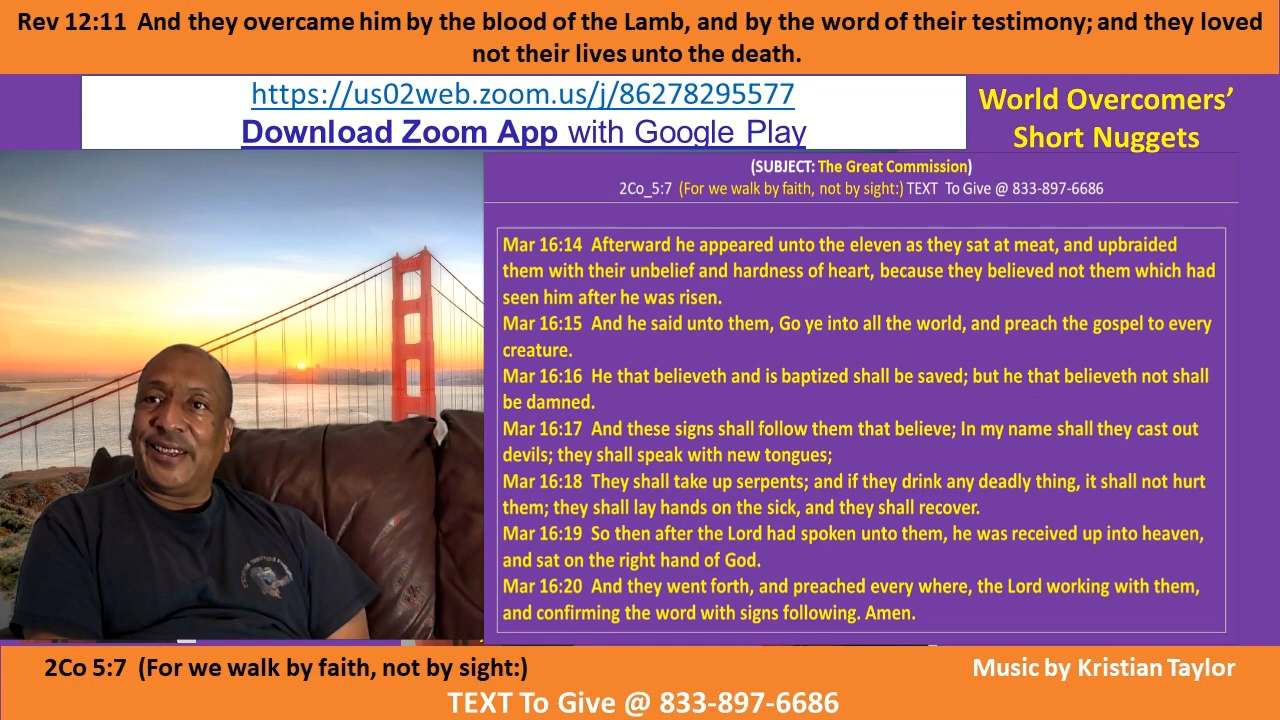 Rev 12:11  And they overcame him by the blood of the Lamb, and by the word of their testimony; and they loved
not their lives unto the death.
https://us02web.zoom.us/j/86278295577
Download Zoom App with Google Play
World Overcomers’
Short Nuggets
(SUBJECT: The Great Commission)
2Co_5:7  (For we walk by faith, not by sight:) TEXT  To Give @ 833-897-6686
Mar 16:14  Afterward he appeared unto the eleven as they sat at meat, and upbraided
them with their unbelief and hardness of heart, because they believed not them which had
seen him after he was risen.
Mar 16:15  And he said unto them, Go ye into all the world, and preach the gospel to every
creature.
Mar 16:16  He that believeth and is baptized shall be saved; but he that believeth not shall
be damned.
Mar 16:17  And these signs shall follow them that believe; In my name shall they cast out
devils; they shall speak with new tongues;
Mar 16:18  They shall take up serpents; and if they drink any deadly thing, it shall not hurt
them; they shall lay hands on the sick, and they shall recover.
Mar 16:19  So then after the Lord had spoken unto them, he was received up into heaven,
and sat on the right hand of God.
Mar 16:20  And they went forth, and preached every where, the Lord working with them,
and confirming the word with signs following. Amen.
2Co 5:7  (For we walk by faith, not by sight:)
Music by Kristian Taylor
TEXT To Give @ 833-897-6686